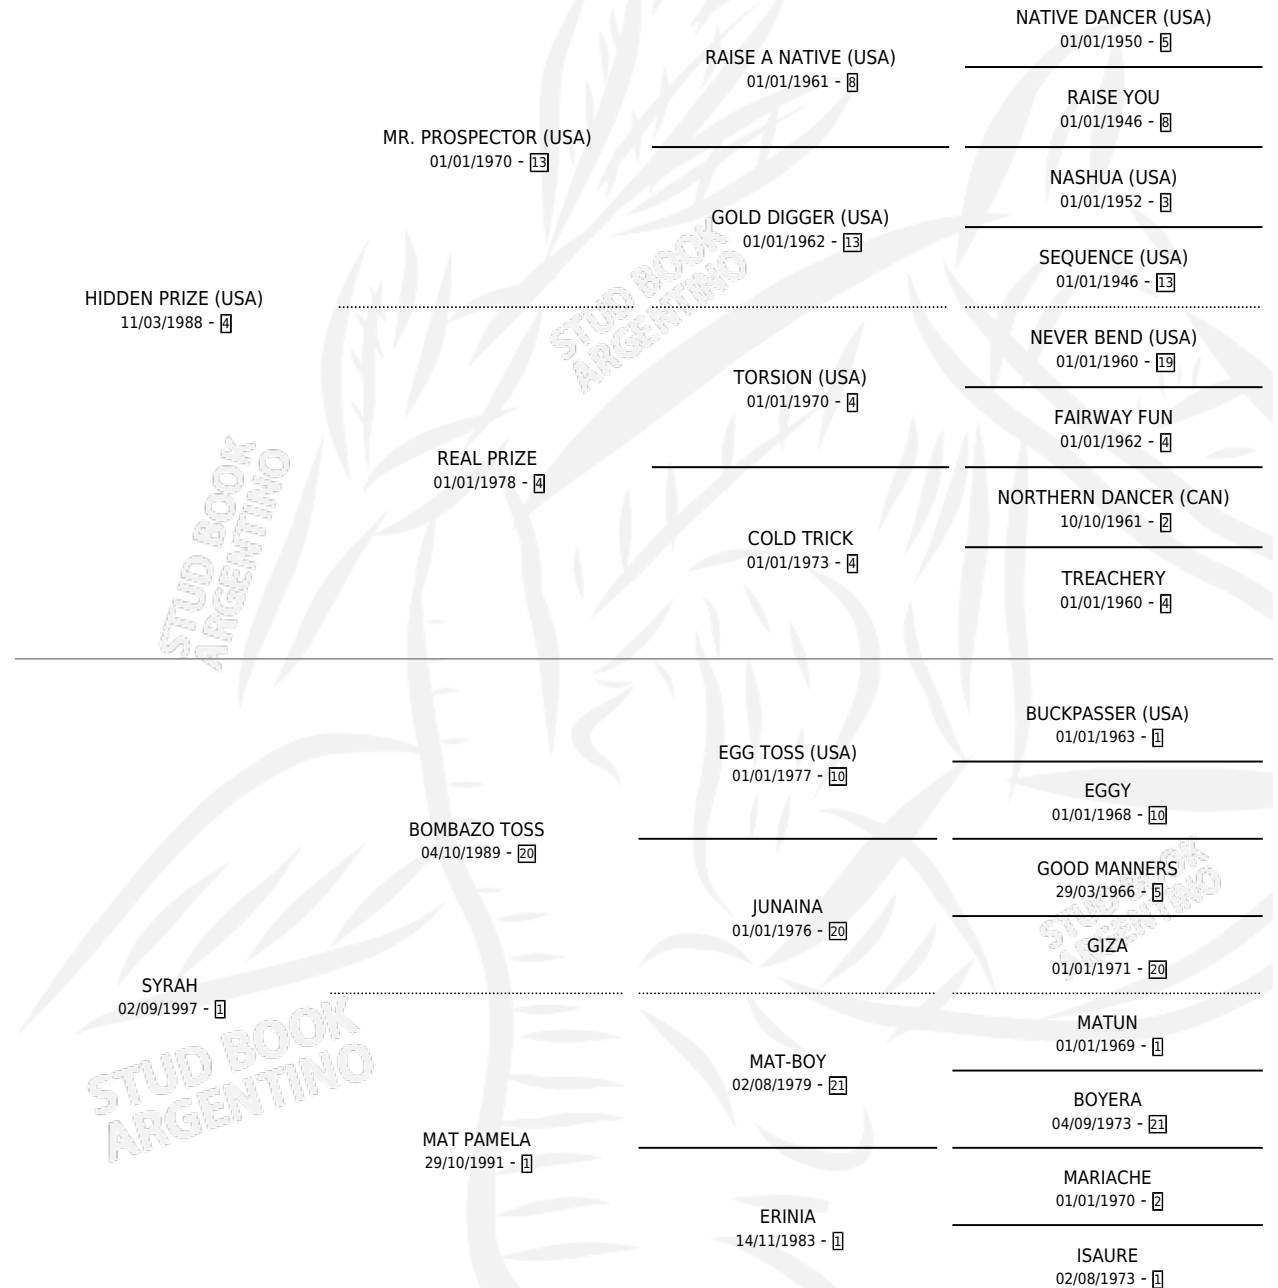 NATIVE DANCER (USA)
01/01/1950 - 5
RAISE A NATIVE (USA)
01/01/1961 - 8
RAISE YOU
01/01/1946 - 8
MR. PROSPECTOR (USA)
01/01/1970 - 13
NASHUA (USA)
01/01/1952 - 3
GOLD DIGGER (USA)
01/01/1962 - 13
SEQUENCE (USA)
01/01/1946 - 13
HIDDEN PRIZE (USA)
11/03/1988 - 4
STUD BOOK
ARGENTINO
NEVER BEND (USA)
01/01/1960 - 19
TORSION (USA)
01/01/1970 - 4
FAIRWAY FUN
01/01/1962 - 4
REAL PRIZE
01/01/1978 - 4
NORTHERN DANCER (CAN)
10/10/1961 - 2
COLD TRICK
01/01/1973 - 4
TREACHERY
01/01/1960 - 4
STUD BOOK
ARGENTINO
BUCKPASSER (USA)
01/01/1963 - 1
EGG TOSS (USA)
01/01/1977 - 10
EGGY
01/01/1968 - 10
BOMBAZO TOSS
04/10/1989 - 20
GOOD MANNERS
29/03/1966 - 5
JUNAINA
01/01/1976 - 20
STUD BOOK
ARGENTINO
GIZA
01/01/1971 - 20
SYRAH
02/09/1997 - 1
MATUN
01/01/1969 - 1
STUD BOOK
ARGENTINO
MAT-BOY
02/08/1979 - 21
BOYERA
04/09/1973 - 21
MAT PAMELA
29/10/1991 - 1
MARIACHE
01/01/1970 - 2
ERINIA
14/11/1983 - 1
ISAURE
02/08/1973 - 1